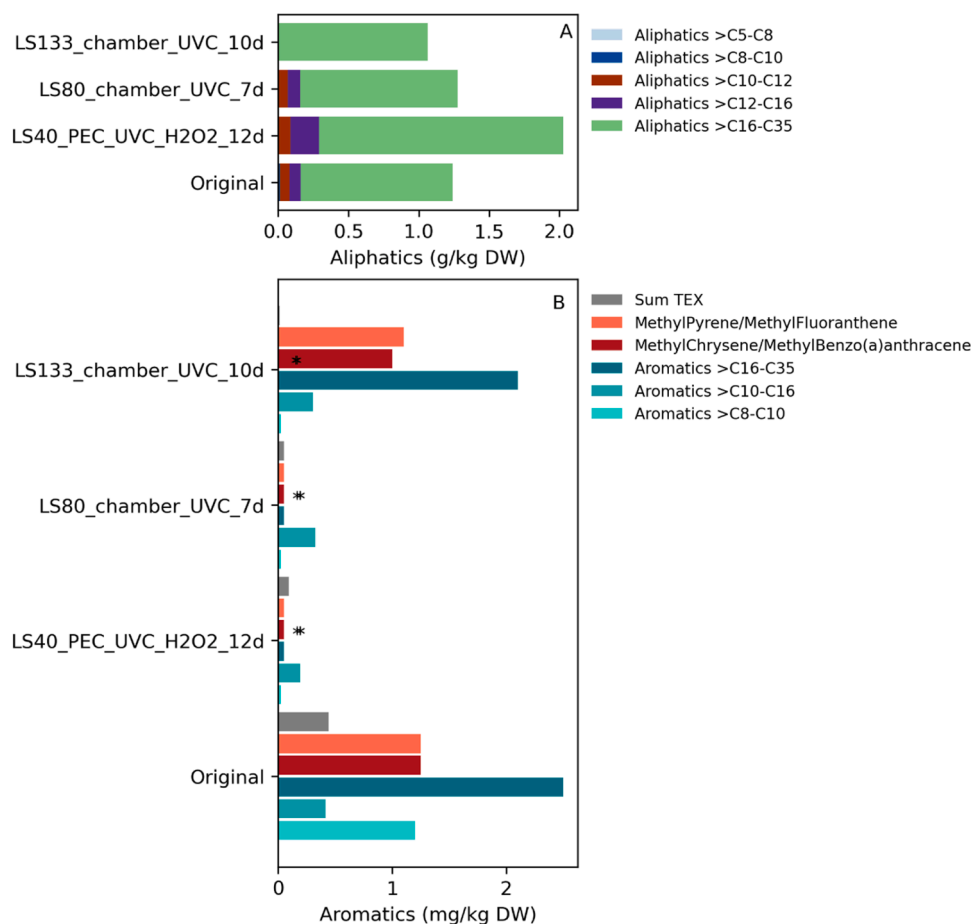 A
LS133_chamber_UVC_10d
LS80_chamber_UVC_7d
LS40_PEC_UVC_H2O2_12d
Original
0.0 0.5 1.0 1.5 2.0
Aliphatics (g/kg DW)
Aliphatics >C5-C8
Aliphatics >C8-C10
Aliphatics >C10-C12
Aliphatics >C12-C16
Aliphatics >C16-C35
B
LS133_chamber_UVC_10d
*
LS80_chamber_UVC_7d
**
LS40_PEC_UVC_H2O2_12d
**
Original
0 1 2
Aromatics (mg/kg DW)
Sum TEX
MethylPyrene/MethylFluoranthene
MethylChrysene/MethylBenzo(a)anthracene
Aromatics >C16-C35
Aromatics >C10-C16
Aromatics >C8-C10